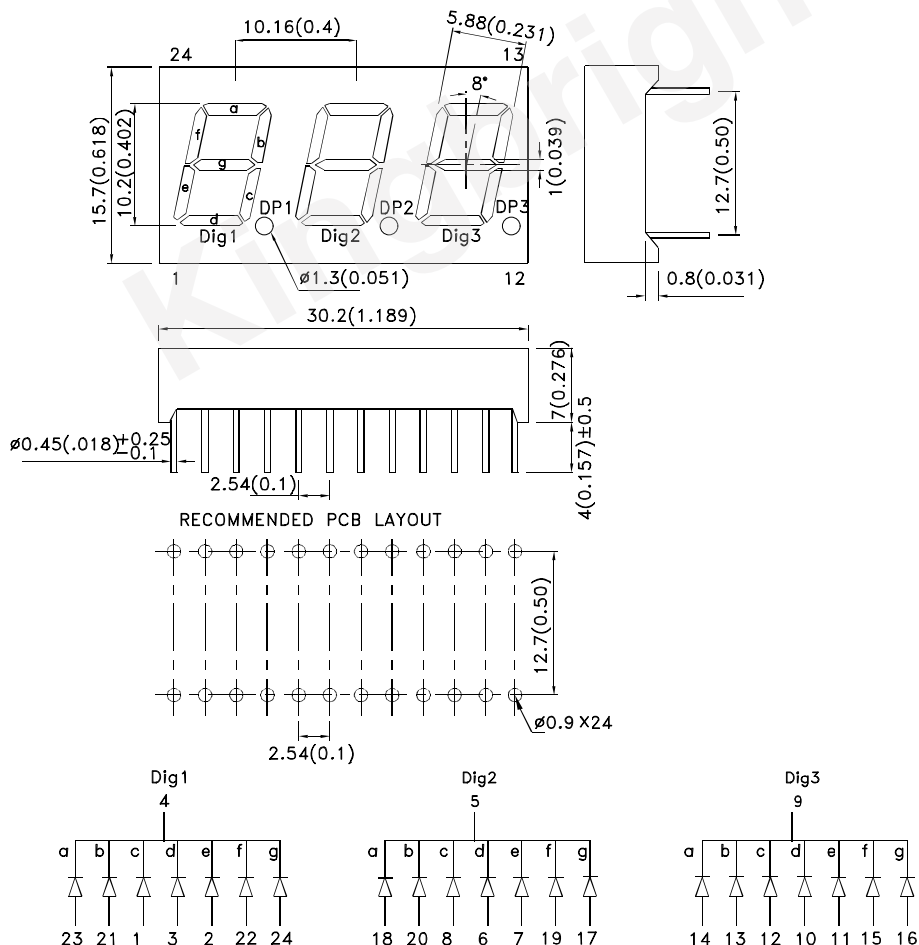 10.16(0.4)
5.88(0.231)
24
13
8°
15.7(0.618)
10.2(0.402)
a
f
b
g
e
c
d
1(0.039)
12.7(0.50)
DP1
DP2
DP3
Dig1
Dig2
Dig3
1
ø1.3(0.051)
12
0.8(0.031)
30.2(1.189)
7(0.276)
ø0.45(.018)+0.25 −0.1
4(0.157)±0.5
2.54(0.1)
RECOMMENDED PCB LAYOUT
12.7(0.50)
ø0.9 X24
2.54(0.1)
Dig1
4
Dig2
5
Dig3
9
a b c d e f g
a b c d e f g
a b c d e f g
23 21 1 3 2 22 24
18 20 8 6 7 19 17
14 13 12 10 11 15 16
Kingbright